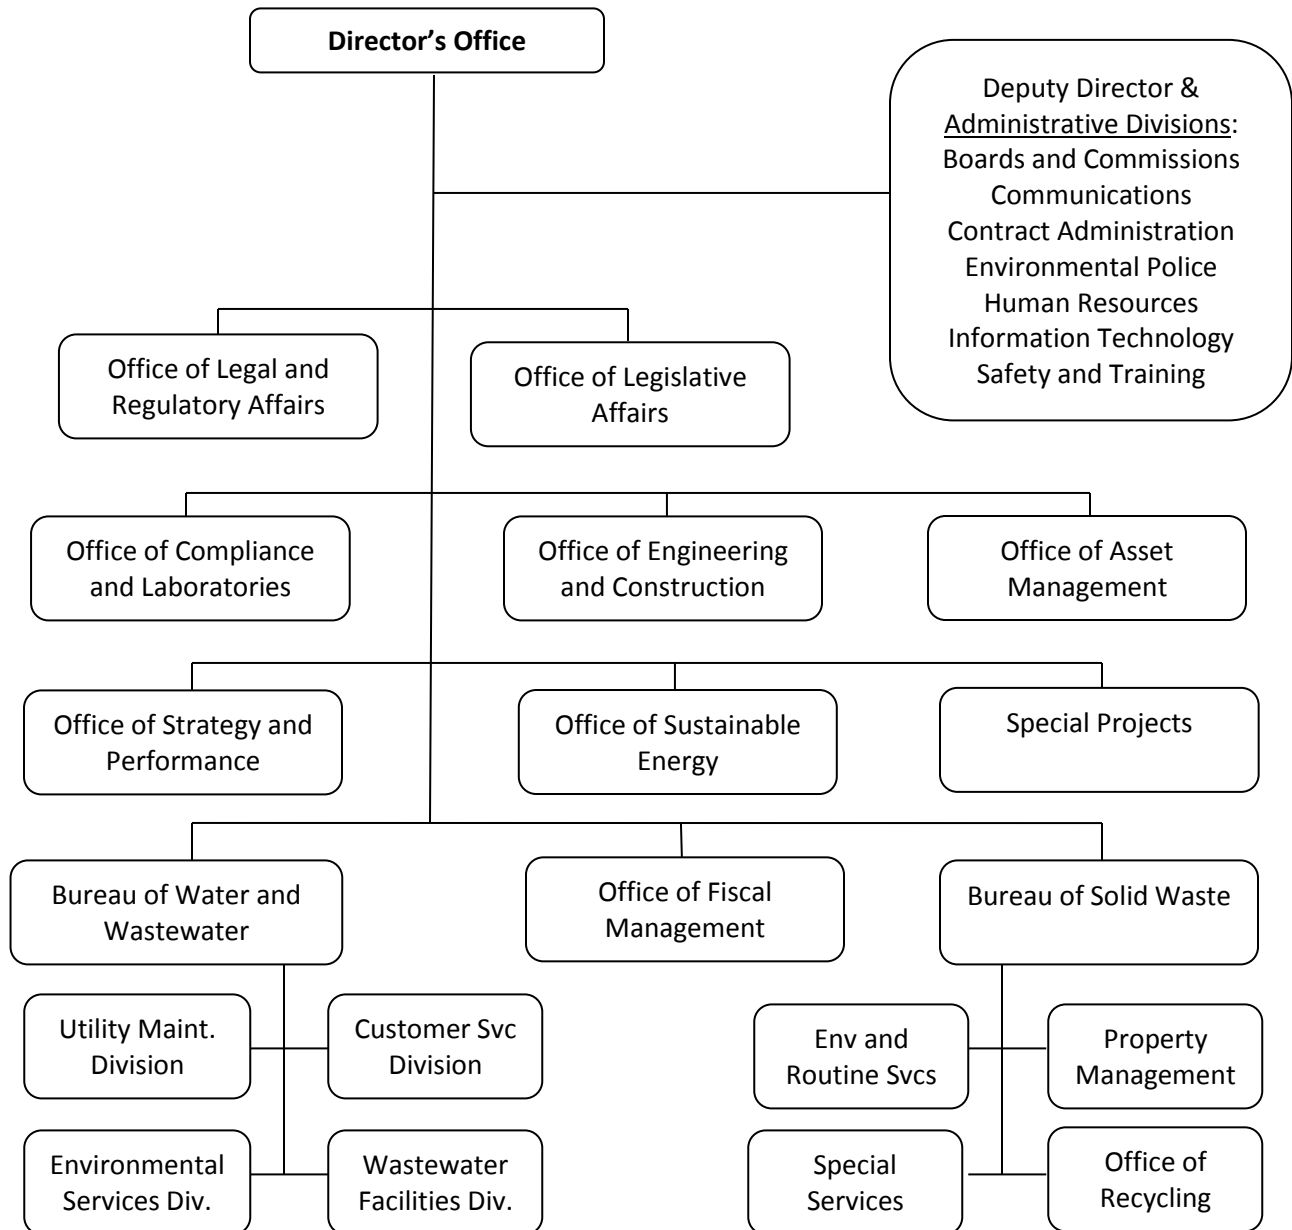 Director’s Office
Deputy Director &
Administrative Divisions:
Boards and Commissions
Communications
Contract Administration
Environmental Police
Human Resources
Information Technology
Safety and Training
Office of Legal and
Regulatory Affairs
Office of Legislative
Affairs
Office of Compliance
and Laboratories
Office of Engineering
and Construction
Office of Asset
Management
Office of Strategy and
Performance
Office of Sustainable
Energy
Special Projects
Bureau of Water and
Wastewater
Office of Fiscal
Management
Bureau of Solid Waste
Utility Maint.
Division
Customer Svc
Division
Env and
Routine Svcs
Property
Management
Environmental
Services Div.
Wastewater
Facilities Div.
Special
Services
Office of
Recycling